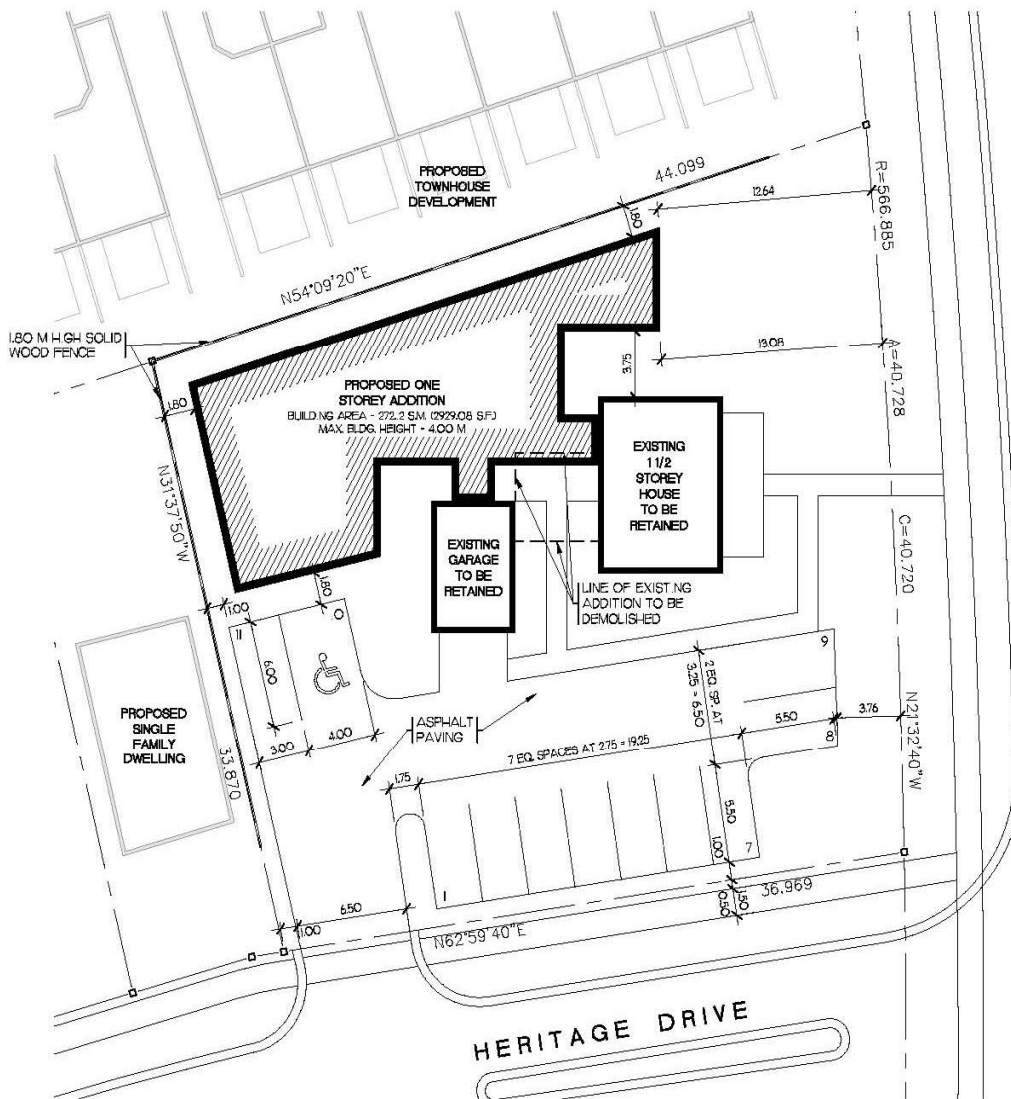 PROPOSED
TOWNHOUSE
DEVELOPMENT
44.099
12.64
R=566.885
1.80
N54°09'20"E
1.80 M H.GH SOLID
WOOD FENCE
1.80
13.08
3.75
A=40.728
PROPOSED ONE
STOREY ADDITION
BUILD.NG AREA - 272.2 S.M. (2929.08 S.F.)
MAX. BLDG. HEIGHT - 4.00 M
EXISTING
1 1/2
STOREY
HOUSE
TO BE
RETAINED
N31°37'50"W
C=40.720
EXISTING
GARAGE
TO BE
RETAINED
1.80
LINE OF EXIST.NG
ADDITION TO BE
DEMOLISHED
1.00
11
.0
6.00
3.00
4.00
PROPOSED
SINGLE
FAMILY
DWELLING
33.870
ASPHALT
PAVING
2 EQ. SP. AT
3.25 = 6.50
9
5.50
3.76
8
N21°32'40"W
7 EQ. SPACES AT 2.75 = 19.25
1.75
5.50
1.00
7
1
36.969
1.50
0.50
6.50
1.00
N62°59'40"E
HERITAGE DRIVE